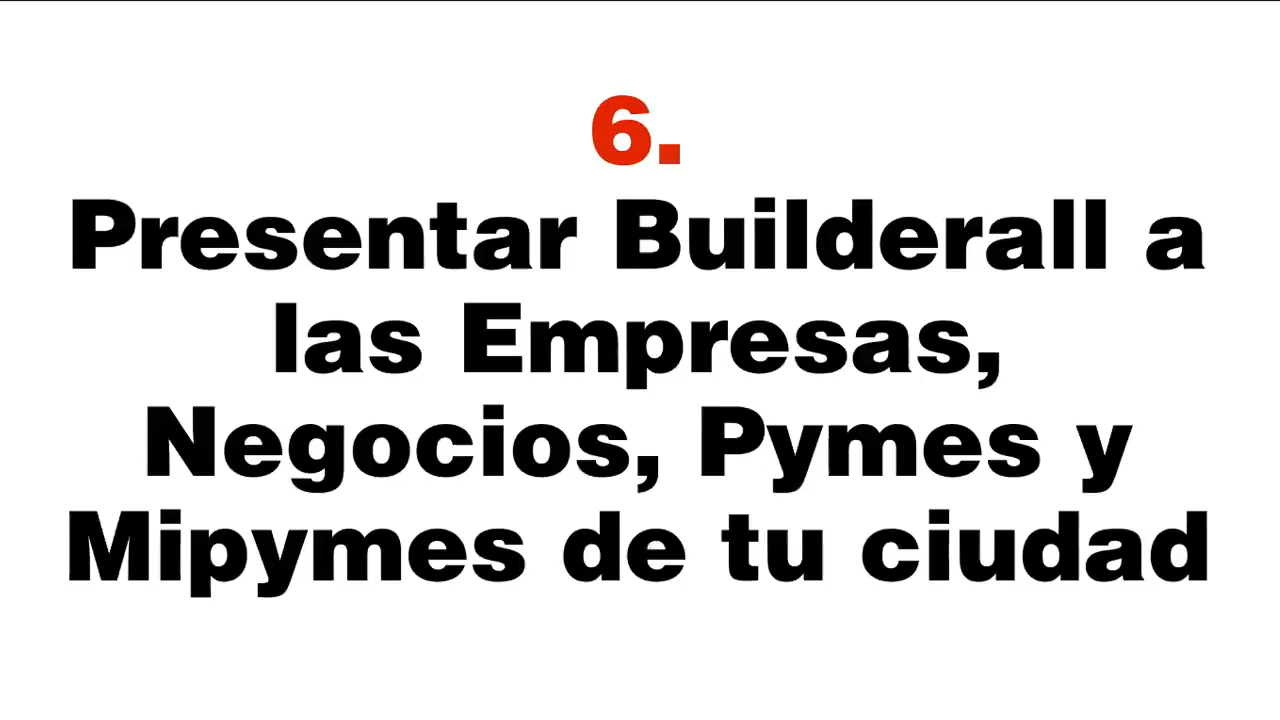 6.
Presentar Builderall a
las Empresas,
Negocios, Pymes y
Mipymes de tu ciudad